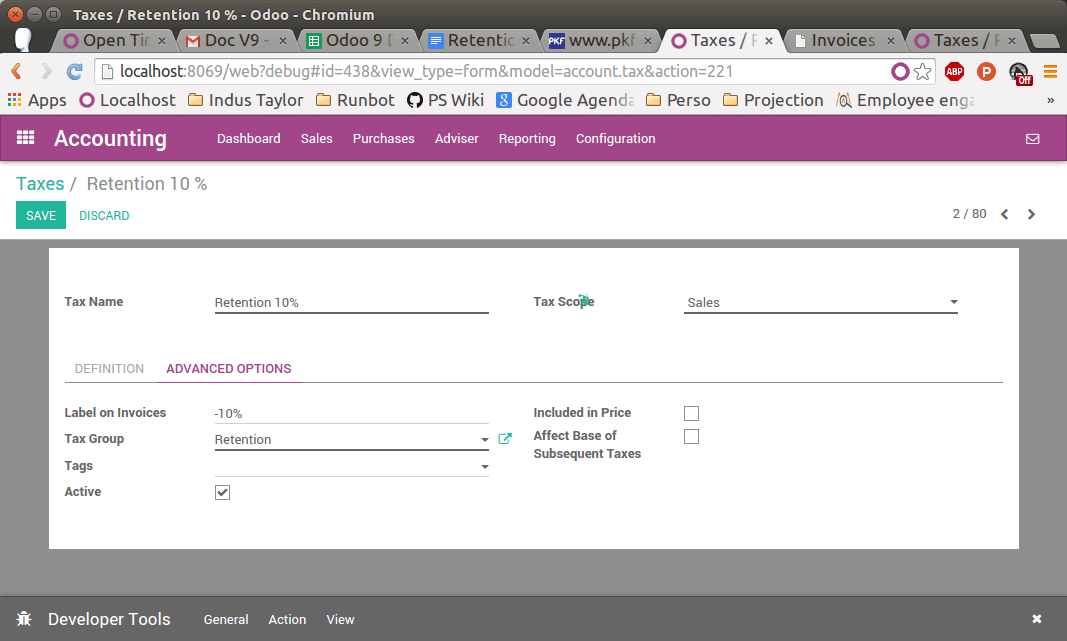 Taxes / Retention 10 % - Odoo - Chromium
Open Tir Doc V9 - Odoo 9 D Retentic www.pkf Taxes / F Invoices Taxes / F
localhost:8069/web?debug#id=438&view_type=form&model=account.tax&action=221 ABP P Off
Apps Localhost Indus Taylor Runbot PS Wiki Google Agenda Perso Projection Employee enga »
Accounting Dashboard Sales Purchases Adviser Reporting Configuration
Taxes / Retention 10 %
SAVE DISCARD 2 / 80
Tax Name Retention 10% Tax Scope Sales
DEFINITION ADVANCED OPTIONS
Label on Invoices -10% Included in Price
Tax Group Retention Affect Base of
Subsequent Taxes
Tags
Active
Developer Tools General Action View